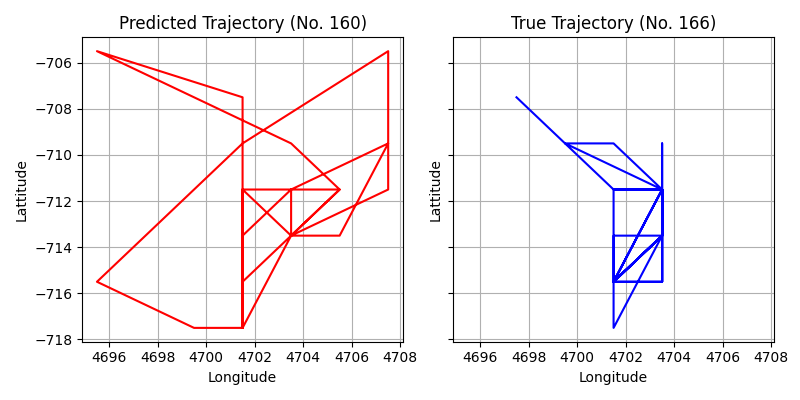 Predicted Trajectory (No. 160)
True Trajectory (No. 166)
Lattitude
−706
−708
−710
−712
−714
−716
−718
4696 4698 4700 4702 4704 4706 4708
Longitude
Lattitude
4696 4698 4700 4702 4704 4706 4708
Longitude